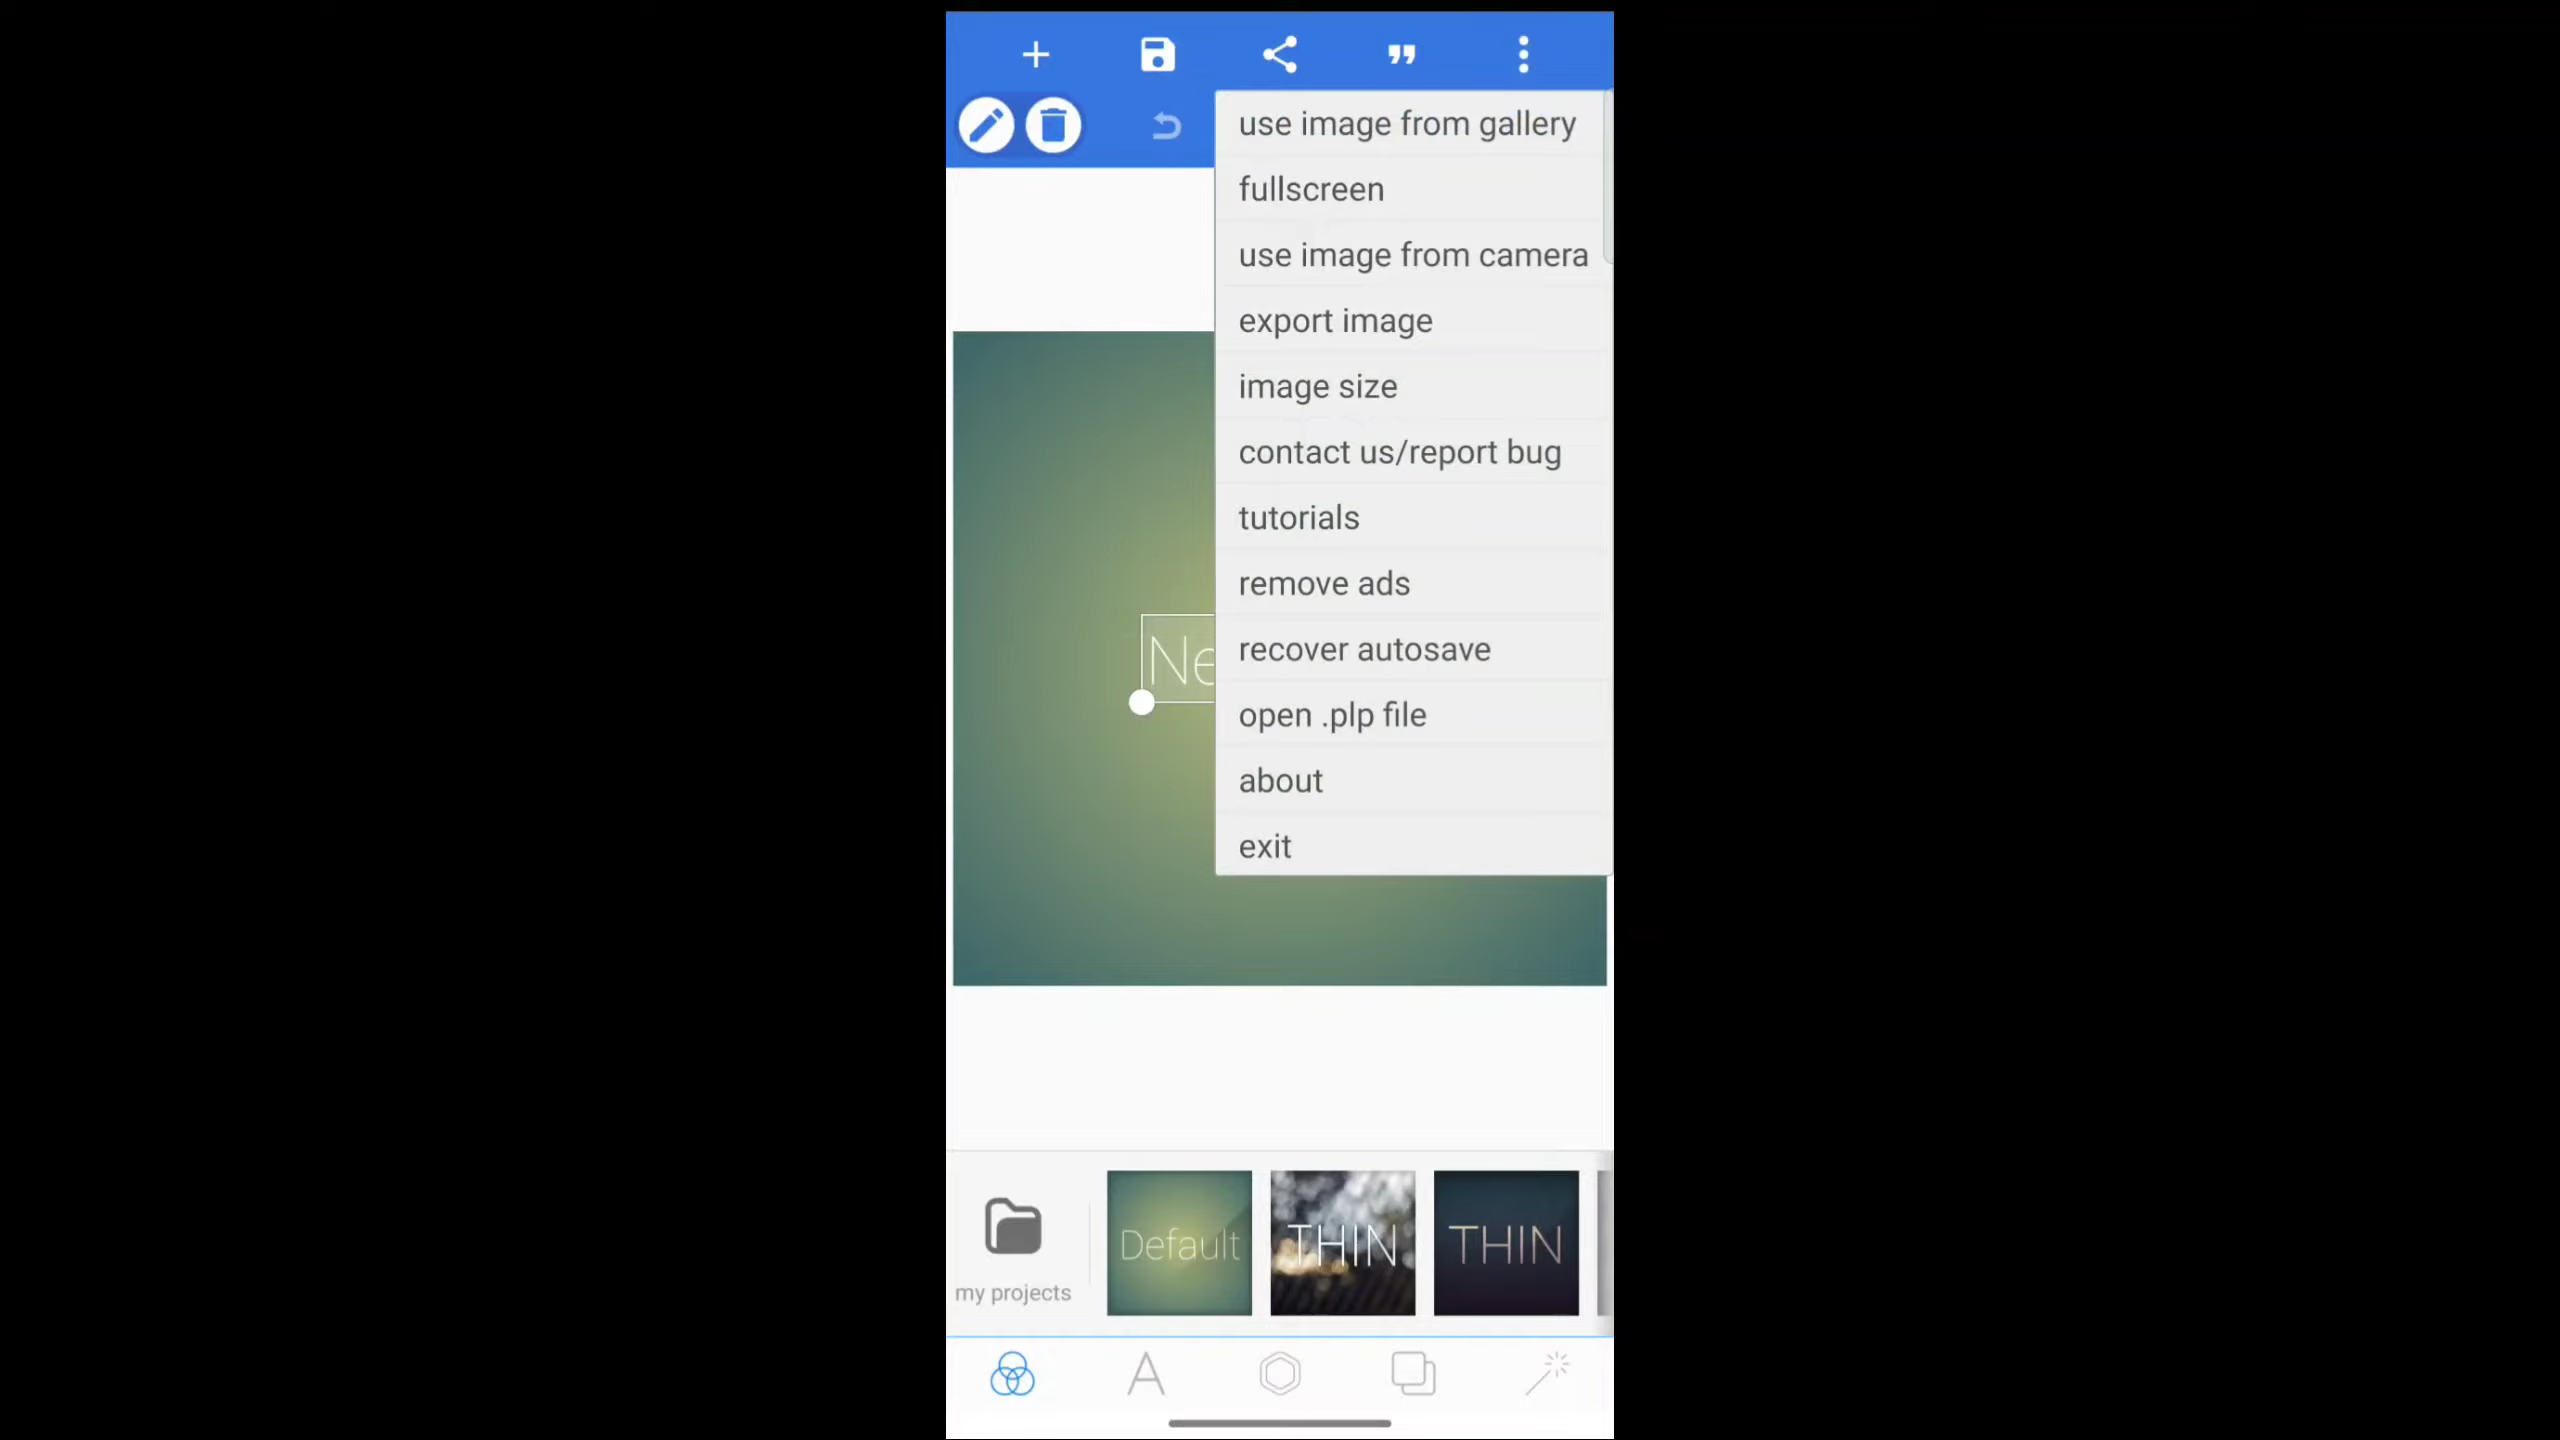 use image from gallery
fullscreen
use image from camera
export image
image size
contact us/report bug
tutorials
remove ads
recover autosave
open .plp file
about
exit
Ne
my projects
Default
THIN
THIN